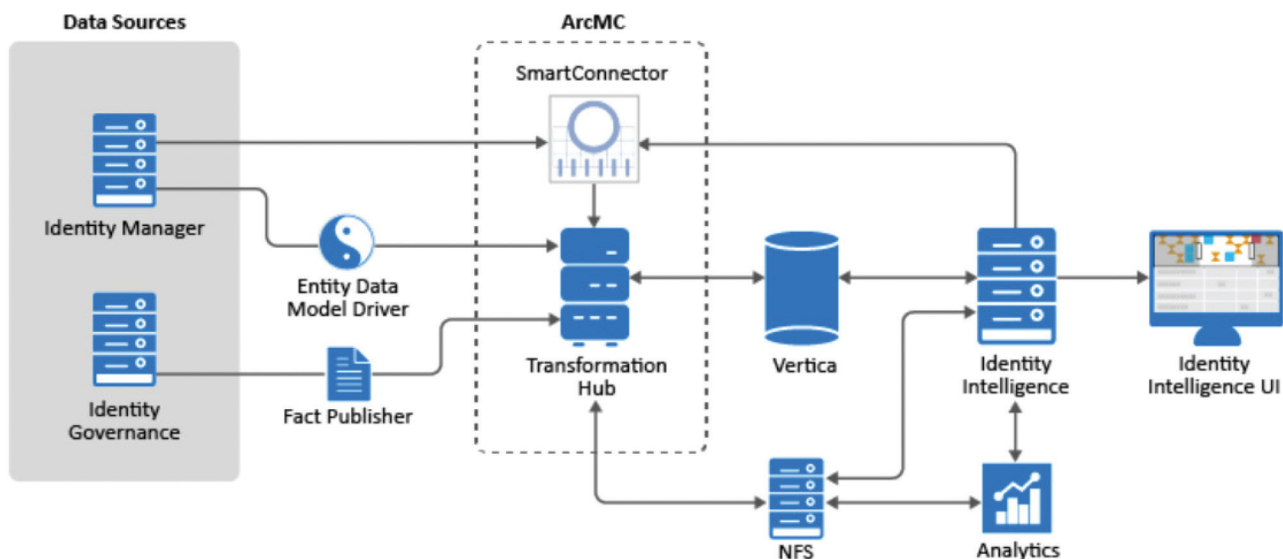 Data Sources
ArcMC
SmartConnector
Identity Manager
Entity Data
Model Driver
Identity
Governance
Fact Publisher
Transformation
Hub
Vertica
Identity
Intelligence
Identity
Intelligence UI
NFS
Analytics